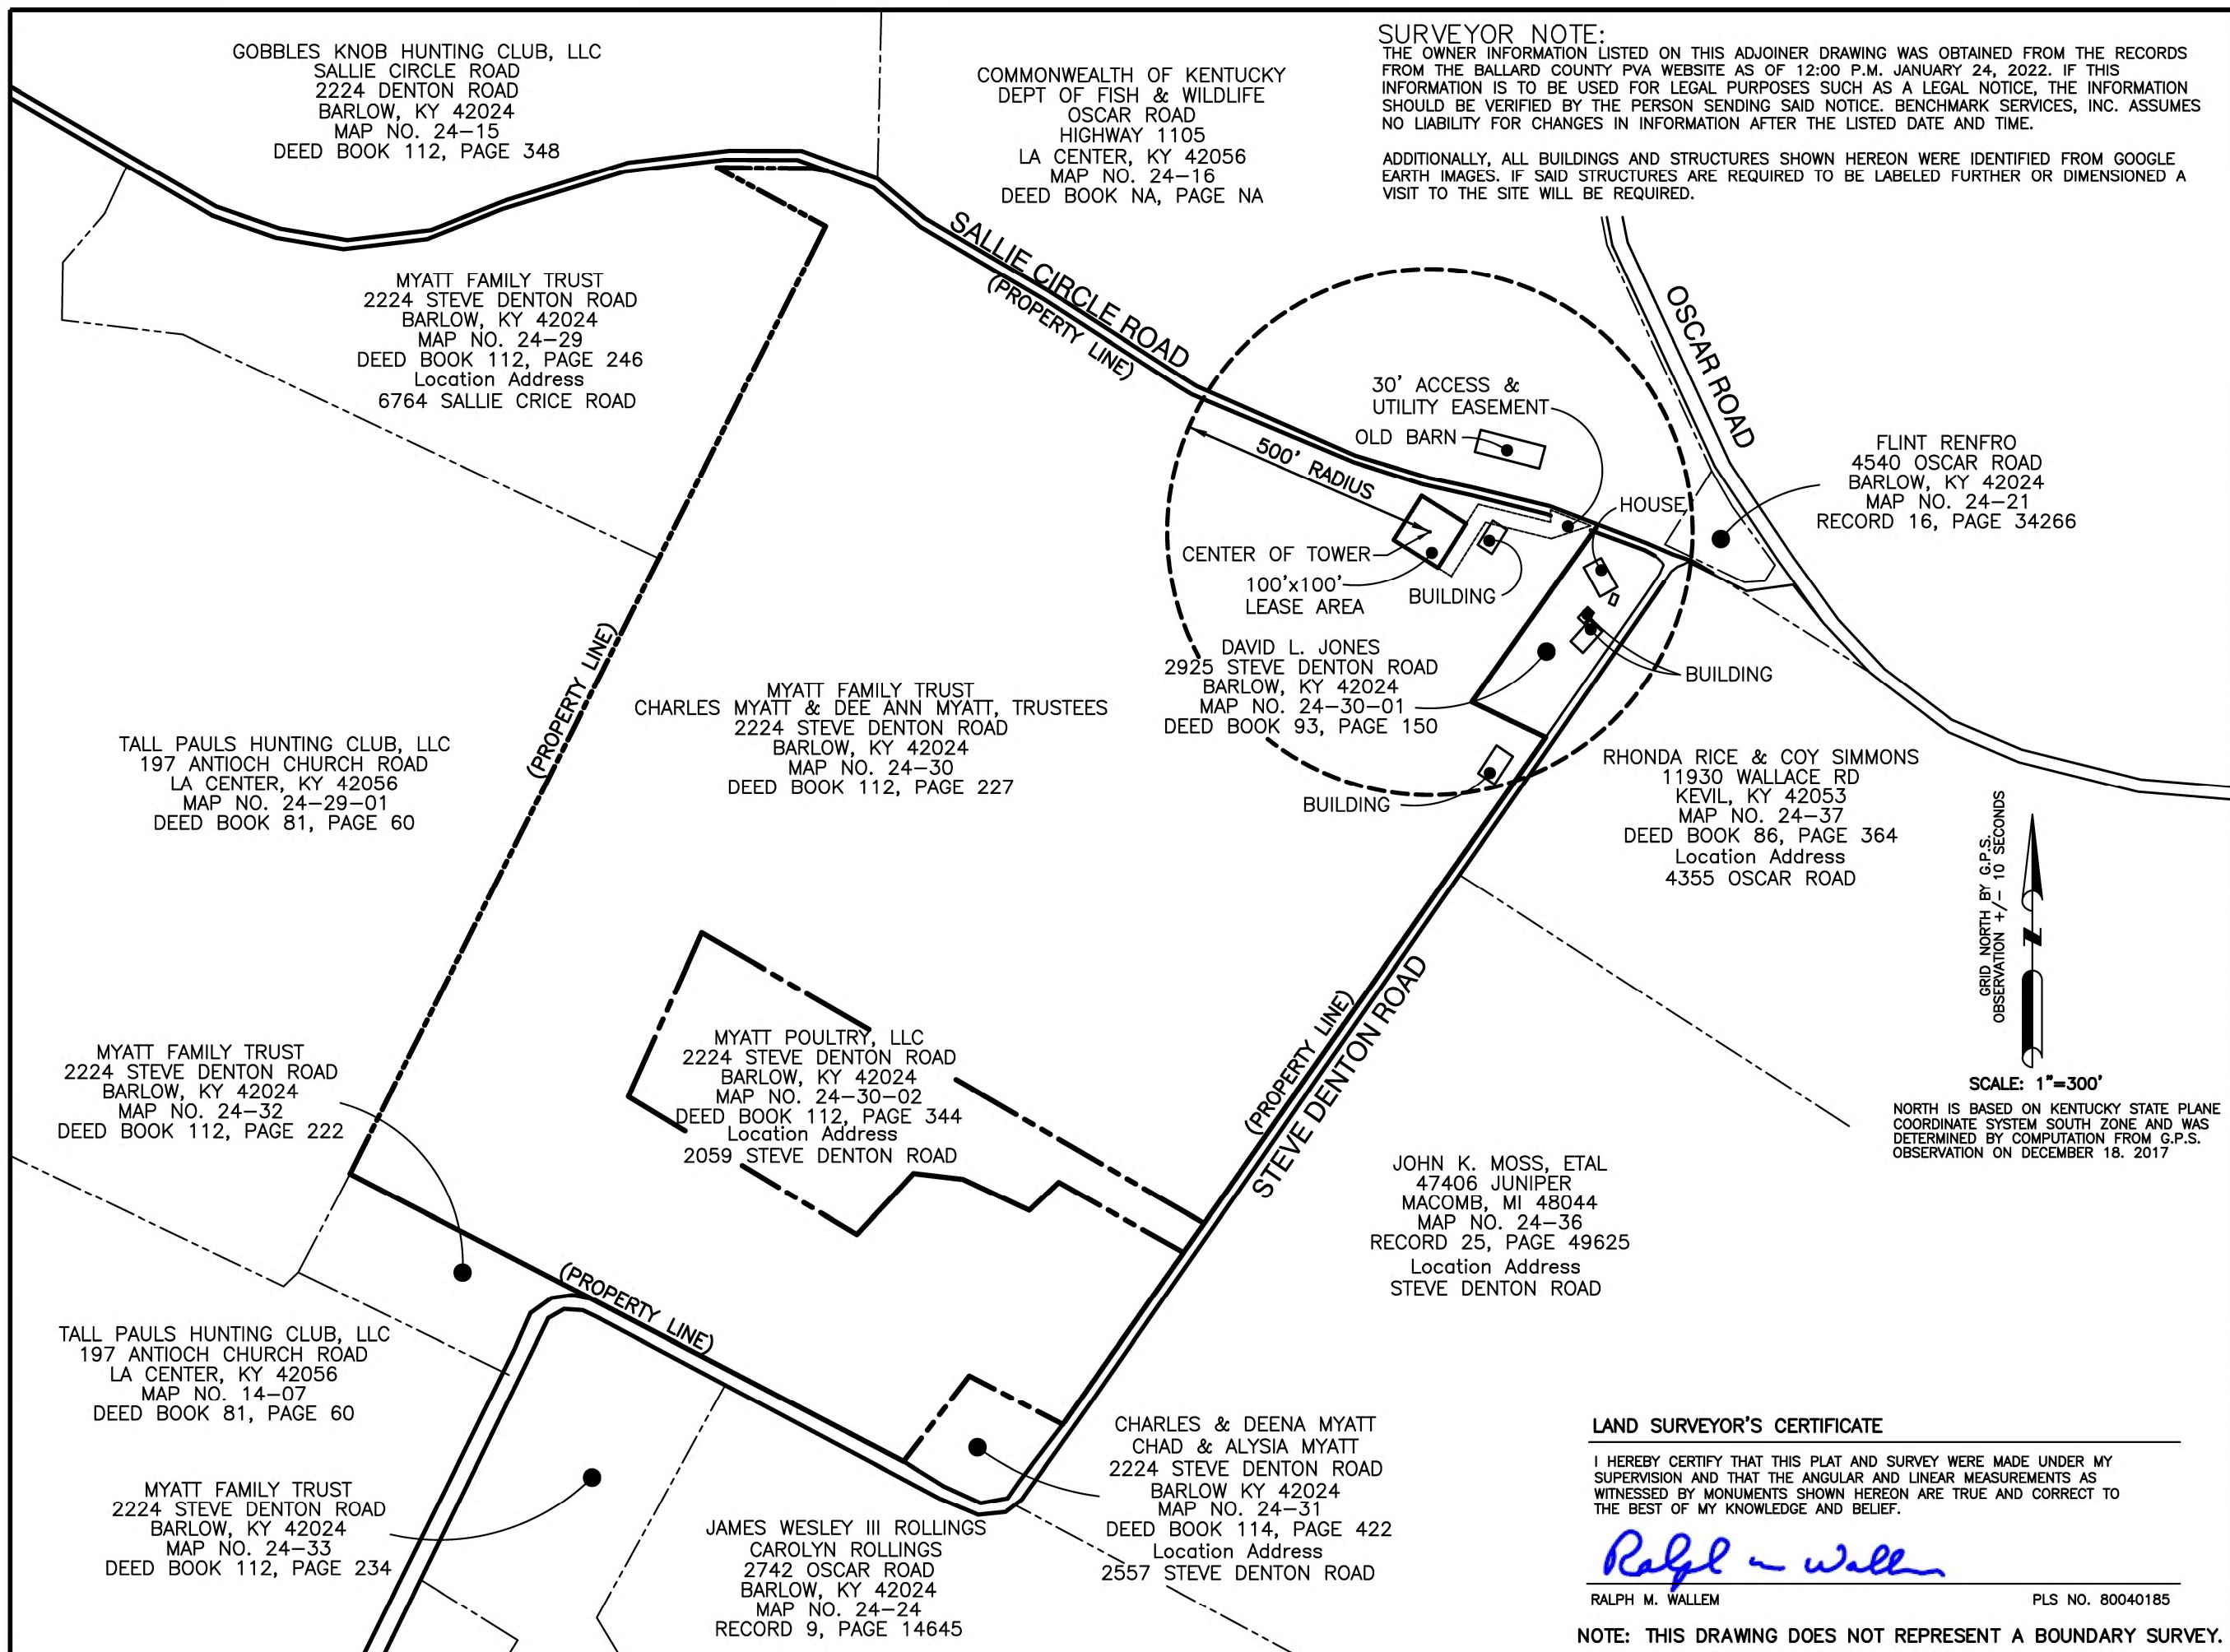 GOBBLES KNOB HUNTING CLUB, LLC
SALLIE CIRCLE ROAD
2224 DENTON ROAD
BARLOW, KY 42024
MAP NO. 24-15
DEED BOOK 112, PAGE 348
COMMONWEALTH OF KENTUCKY
DEPT OF FISH & WILDLIFE
OSCAR ROAD
HIGHWAY 1105
LA CENTER, KY 42056
MAP NO. 24-16
DEED BOOK NA, PAGE NA
SURVEYOR NOTE:
THE OWNER INFORMATION LISTED ON THIS ADJOINER DRAWING WAS OBTAINED FROM THE RECORDS
FROM THE BALLARD COUNTY PVA WEBSITE AS OF 12:00 P.M. JANUARY 24, 2022. IF THIS
INFORMATION IS TO BE USED FOR LEGAL PURPOSES SUCH AS A LEGAL NOTICE, THE INFORMATION
SHOULD BE VERIFIED BY THE PERSON SENDING SAID NOTICE. BENCHMARK SERVICES, INC. ASSUMES
NO LIABILITY FOR CHANGES IN INFORMATION AFTER THE LISTED DATE AND TIME.
ADDITIONALLY, ALL BUILDINGS AND STRUCTURES SHOWN HEREON WERE IDENTIFIED FROM GOOGLE
EARTH IMAGES. IF SAID STRUCTURES ARE REQUIRED TO BE LABELED FURTHER OR DIMENSIONED A
VISIT TO THE SITE WILL BE REQUIRED.
MYATT FAMILY TRUST
2224 STEVE DENTON ROAD
BARLOW, KY 42024
MAP NO. 24-29
DEED BOOK 112, PAGE 246
Location Address
6764 SALLIE CRICE ROAD
SALLIE CIRCLE ROAD
(PROPERTY LINE)
OSCAR ROAD
30' ACCESS &
UTILITY EASEMENT
OLD BARN
500' RADIUS
HOUSE
FLINT RENFRO
4540 OSCAR ROAD
BARLOW, KY 42024
MAP NO. 24-21
RECORD 16, PAGE 34266
CENTER OF TOWER
100'x100'
LEASE AREA
BUILDING
DAVID L. JONES
2925 STEVE DENTON ROAD
BARLOW, KY 42024
MAP NO. 24-30-01
DEED BOOK 93, PAGE 150
BUILDING
BUILDING
(PROPERTY LINE)
MYATT FAMILY TRUST
CHARLES MYATT & DEE ANN MYATT, TRUSTEES
2224 STEVE DENTON ROAD
BARLOW, KY 42024
MAP NO. 24-30
DEED BOOK 112, PAGE 227
TALL PAULS HUNTING CLUB, LLC
197 ANTIOCH CHURCH ROAD
LA CENTER, KY 42056
MAP NO. 24-29-01
DEED BOOK 81, PAGE 60
RHONDA RICE & COY SIMMONS
11930 WALLACE RD
KEVIL, KY 42053
MAP NO. 24-37
DEED BOOK 86, PAGE 364
Location Address
4355 OSCAR ROAD
GRID NORTH BY G.P.S.
OBSERVATION +/- 10 SECONDS
N
SCALE: 1"=300'
NORTH IS BASED ON KENTUCKY STATE PLANE
COORDINATE SYSTEM SOUTH ZONE AND WAS
DETERMINED BY COMPUTATION FROM G.P.S.
OBSERVATION ON DECEMBER 18. 2017
MYATT FAMILY TRUST
2224 STEVE DENTON ROAD
BARLOW, KY 42024
MAP NO. 24-32
DEED BOOK 112, PAGE 222
MYATT POULTRY, LLC
2224 STEVE DENTON ROAD
BARLOW, KY 42024
MAP NO. 24-30-02
DEED BOOK 112, PAGE 344
Location Address
2059 STEVE DENTON ROAD
(PROPERTY LINE)
STEVE DENTON ROAD
JOHN K. MOSS, ETAL
47406 JUNIPER
MACOMB, MI 48044
MAP NO. 24-36
RECORD 25, PAGE 49625
Location Address
STEVE DENTON ROAD
(PROPERTY LINE)
TALL PAULS HUNTING CLUB, LLC
197 ANTIOCH CHURCH ROAD
LA CENTER, KY 42056
MAP NO. 14-07
DEED BOOK 81, PAGE 60
MYATT FAMILY TRUST
2224 STEVE DENTON ROAD
BARLOW, KY 42024
MAP NO. 24-33
DEED BOOK 112, PAGE 234
JAMES WESLEY III ROLLINGS
CAROLYN ROLLINGS
2742 OSCAR ROAD
BARLOW, KY 42024
MAP NO. 24-24
RECORD 9, PAGE 14645
CHARLES & DEENA MYATT
CHAD & ALYSIA MYATT
2224 STEVE DENTON ROAD
BARLOW KY 42024
MAP NO. 24-31
DEED BOOK 114, PAGE 422
Location Address
2557 STEVE DENTON ROAD
LAND SURVEYOR'S CERTIFICATE
I HEREBY CERTIFY THAT THIS PLAT AND SURVEY WERE MADE UNDER MY
SUPERVISION AND THAT THE ANGULAR AND LINEAR MEASUREMENTS AS
WITNESSED BY MONUMENTS SHOWN HEREON ARE TRUE AND CORRECT TO
THE BEST OF MY KNOWLEDGE AND BELIEF.
Ralph m Wallem
RALPH M. WALLEM PLS NO. 80040185
NOTE: THIS DRAWING DOES NOT REPRESENT A BOUNDARY SURVEY.